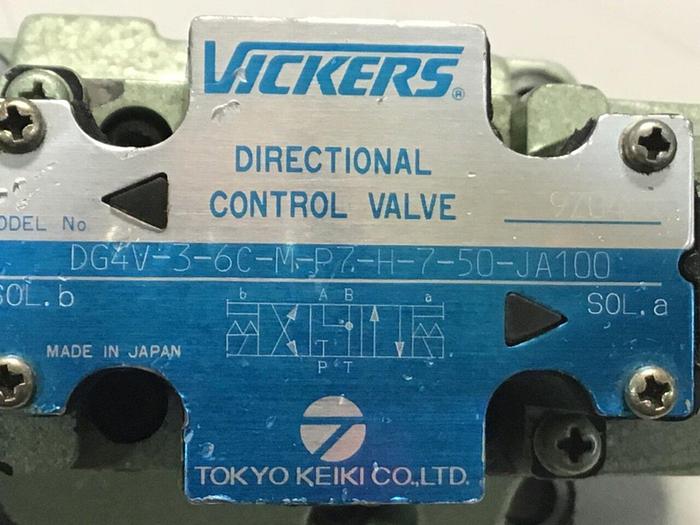 VICKERS®
DIRECTIONAL
CONTROL VALVE
ODEL No
DG4V-3-6C-M-P7-H-7-50-JA100
SOL.b
SOL.a
b A B a
T
P T
MADE IN JAPAN
TOKYO KEIKI CO.,LTD.